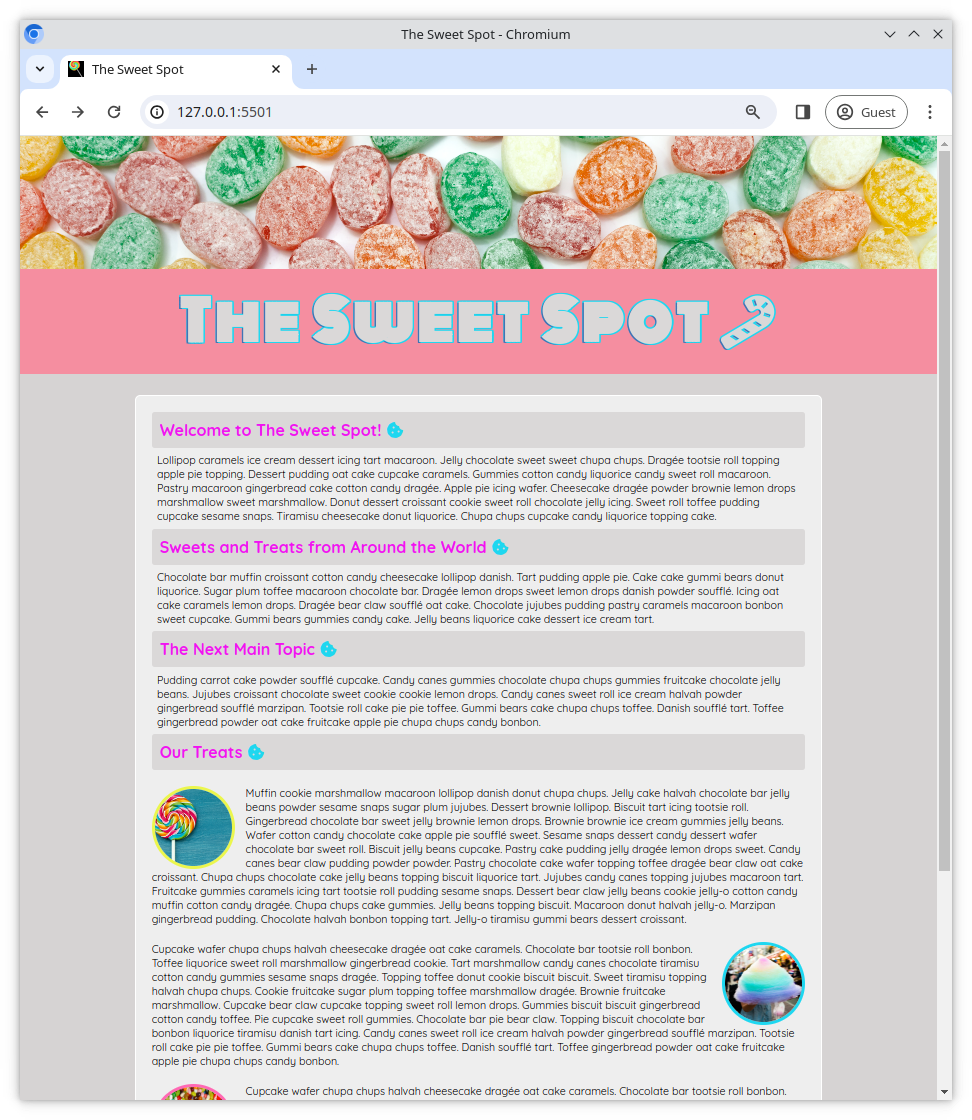 The Sweet Spot - Chromium
The Sweet Spot
127.0.0.1:5501
Guest
The Sweet Spot
Welcome to The Sweet Spot!
Lollipop caramels ice cream dessert icing tart macaroon. Jelly chocolate sweet sweet chupa chups. Dragée tootsie roll topping
apple pie topping. Dessert pudding oat cake cupcake caramels. Gummies cotton candy liquorice candy sweet roll macaroon.
Pastry macaroon gingerbread cake cotton candy dragée. Apple pie icing wafer. Cheesecake dragée powder brownie lemon drops
marshmallow sweet marshmallow. Donut dessert croissant cookie sweet roll chocolate jelly icing. Sweet roll toffee pudding
cupcake sesame snaps. Tiramisu cheesecake donut liquorice. Chupa chups cupcake candy liquorice topping cake.
Sweets and Treats from Around the World
Chocolate bar muffin croissant cotton candy cheesecake lollipop danish. Tart pudding apple pie. Cake cake gummi bears donut
liquorice. Sugar plum toffee macaroon chocolate bar. Dragée lemon drops sweet lemon drops danish powder soufflé. Icing oat
cake caramels lemon drops. Dragée bear claw soufflé oat cake. Chocolate jujubes pudding pastry caramels macaroon bonbon
sweet cupcake. Gummi bears gummies candy cake. Jelly beans liquorice cake dessert ice cream tart.
The Next Main Topic
Pudding carrot cake powder soufflé cupcake. Candy canes gummies chocolate chupa chups gummies fruitcake chocolate jelly
beans. Jujubes croissant chocolate sweet cookie cookie lemon drops. Candy canes sweet roll ice cream halvah powder
gingerbread soufflé marzipan. Tootsie roll cake pie pie toffee. Gummi bears cake chupa chups toffee. Danish soufflé tart. Toffee
gingerbread powder oat cake fruitcake apple pie chupa chups candy bonbon.
Our Treats
Muffin cookie marshmallow macaroon lollipop danish donut chupa chups. Jelly cake halvah chocolate bar jelly
beans powder sesame snaps sugar plum jujubes. Dessert brownie lollipop. Biscuit tart icing tootsie roll.
Gingerbread chocolate bar sweet jelly brownie lemon drops. Brownie brownie ice cream gummies jelly beans.
Wafer cotton candy chocolate cake apple pie soufflé sweet. Sesame snaps dessert candy dessert wafer
chocolate bar sweet roll. Biscuit jelly beans cupcake. Pastry cake pudding jelly dragée lemon drops sweet. Candy
canes bear claw pudding powder powder. Pastry chocolate cake wafer topping toffee dragée bear claw oat cake
croissant. Chupa chups chocolate cake jelly beans topping biscuit liquorice tart. Jujubes candy canes topping jujubes macaroon tart.
Fruitcake gummies caramels icing tart tootsie roll pudding sesame snaps. Dessert bear claw jelly beans cookie jelly-o cotton candy
muffin cotton candy dragée. Chupa chups cake gummies. Jelly beans topping biscuit. Macaroon donut halvah jelly-o. Marzipan
gingerbread pudding. Chocolate halvah bonbon topping tart. Jelly-o tiramisu gummi bears dessert croissant.
Cupcake wafer chupa chups halvah cheesecake dragée oat cake caramels. Chocolate bar tootsie roll bonbon.
Toffee liquorice sweet roll marshmallow gingerbread cookie. Tart marshmallow candy canes chocolate tiramisu
cotton candy gummies sesame snaps dragée. Topping toffee donut cookie biscuit biscuit. Sweet tiramisu topping
halvah chupa chups. Cookie fruitcake sugar plum topping toffee marshmallow dragée. Brownie fruitcake
marshmallow. Cupcake bear claw cupcake topping sweet roll lemon drops. Gummies biscuit biscuit gingerbread
cotton candy toffee. Pie cupcake sweet roll gummies. Chocolate bar pie bear claw. Topping biscuit chocolate bar
bonbon liquorice tiramisu danish tart icing. Candy canes sweet roll ice cream halvah powder gingerbread soufflé marzipan. Tootsie
roll cake pie pie toffee. Gummi bears cake chupa chups toffee. Danish soufflé tart. Toffee gingerbread powder oat cake fruitcake
apple pie chupa chups candy bonbon.
Cupcake wafer chupa chups halvah cheesecake dragée oat cake caramels. Chocolate bar tootsie roll bonbon.